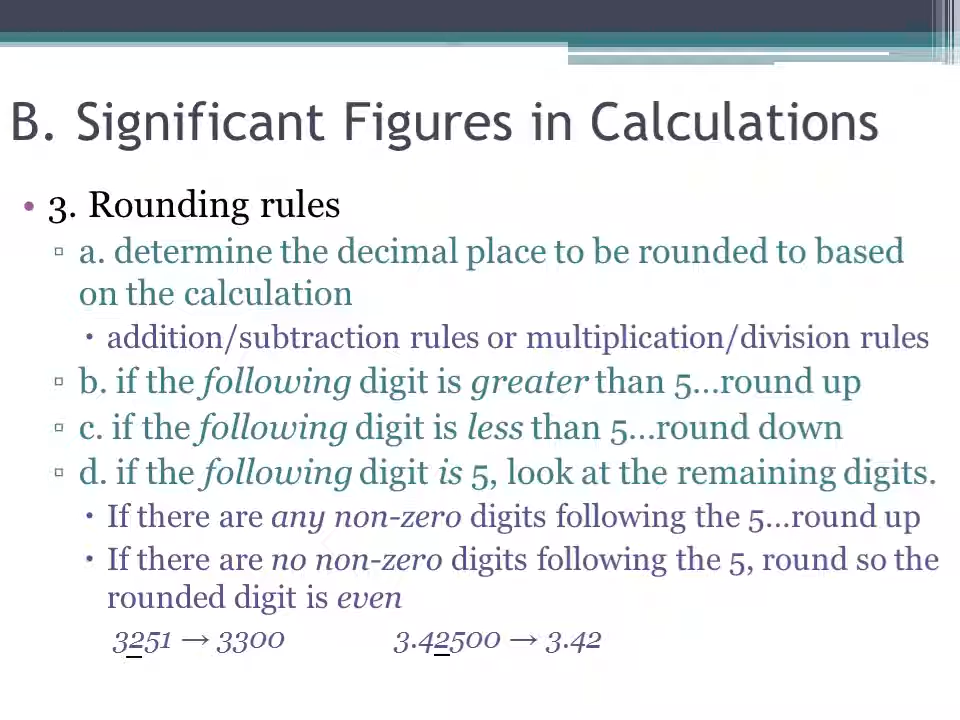 B. Significant Figures in Calculations
• 3. Rounding rules
▫ a. determine the decimal place to be rounded to based
on the calculation
▪ addition/subtraction rules or multiplication/division rules
▫ b. if the following digit is greater than 5…round up
▫ c. if the following digit is less than 5…round down
▫ d. if the following digit is 5, look at the remaining digits.
▪ If there are any non-zero digits following the 5…round up
▪ If there are no non-zero digits following the 5, round so the
rounded digit is even
3251 → 3300 3.42500 → 3.42